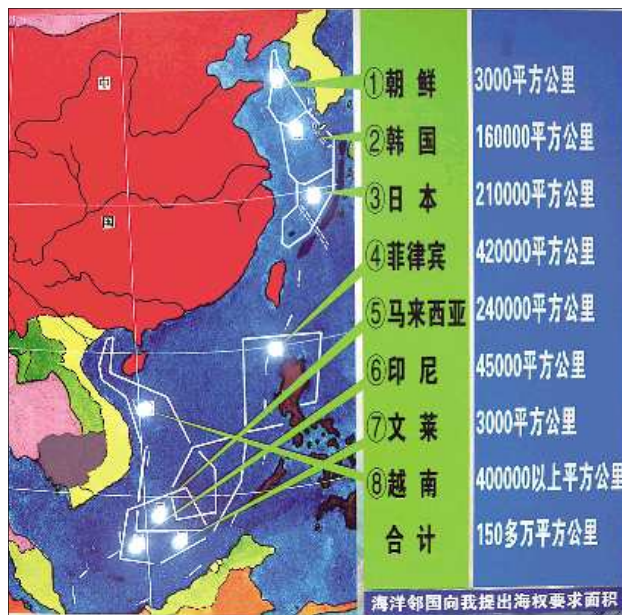 中
国
①朝鲜 3000平方公里
②韩国 160000平方公里
③日本 210000平方公里
④菲律宾 420000平方公里
⑤马来西亚 240000平方公里
⑥印尼 45000平方公里
⑦文莱 3000平方公里
⑧越南 400000以上平方公里
合计 150多万平方公里
海洋邻国向我提出海权要求面积